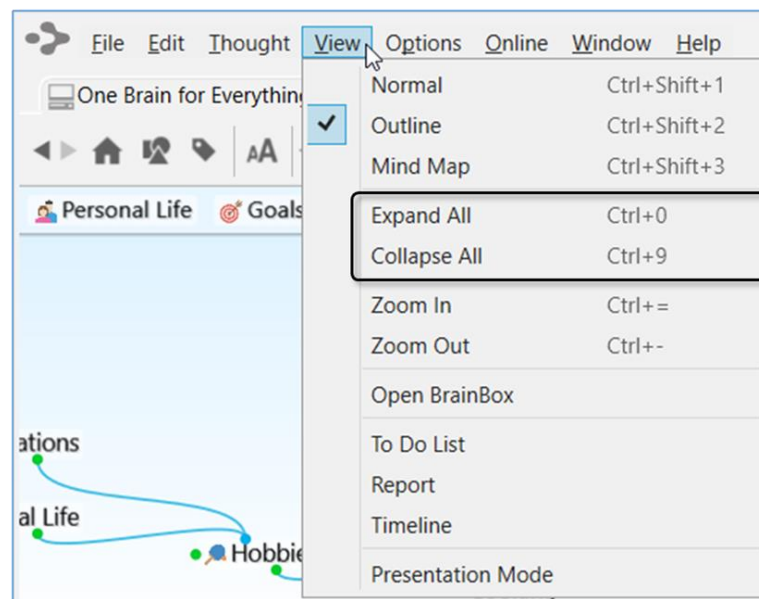 File Edit Thought View Options Online Window Help
One Brain for Everything
AA
Personal Life Goals
Normal Ctrl+Shift+1
Outline Ctrl+Shift+2
Mind Map Ctrl+Shift+3
Expand All Ctrl+0
Collapse All Ctrl+9
Zoom In Ctrl+=
Zoom Out Ctrl+-
Open BrainBox
To Do List
Report
Timeline
Presentation Mode
ations
al Life
Hobbie